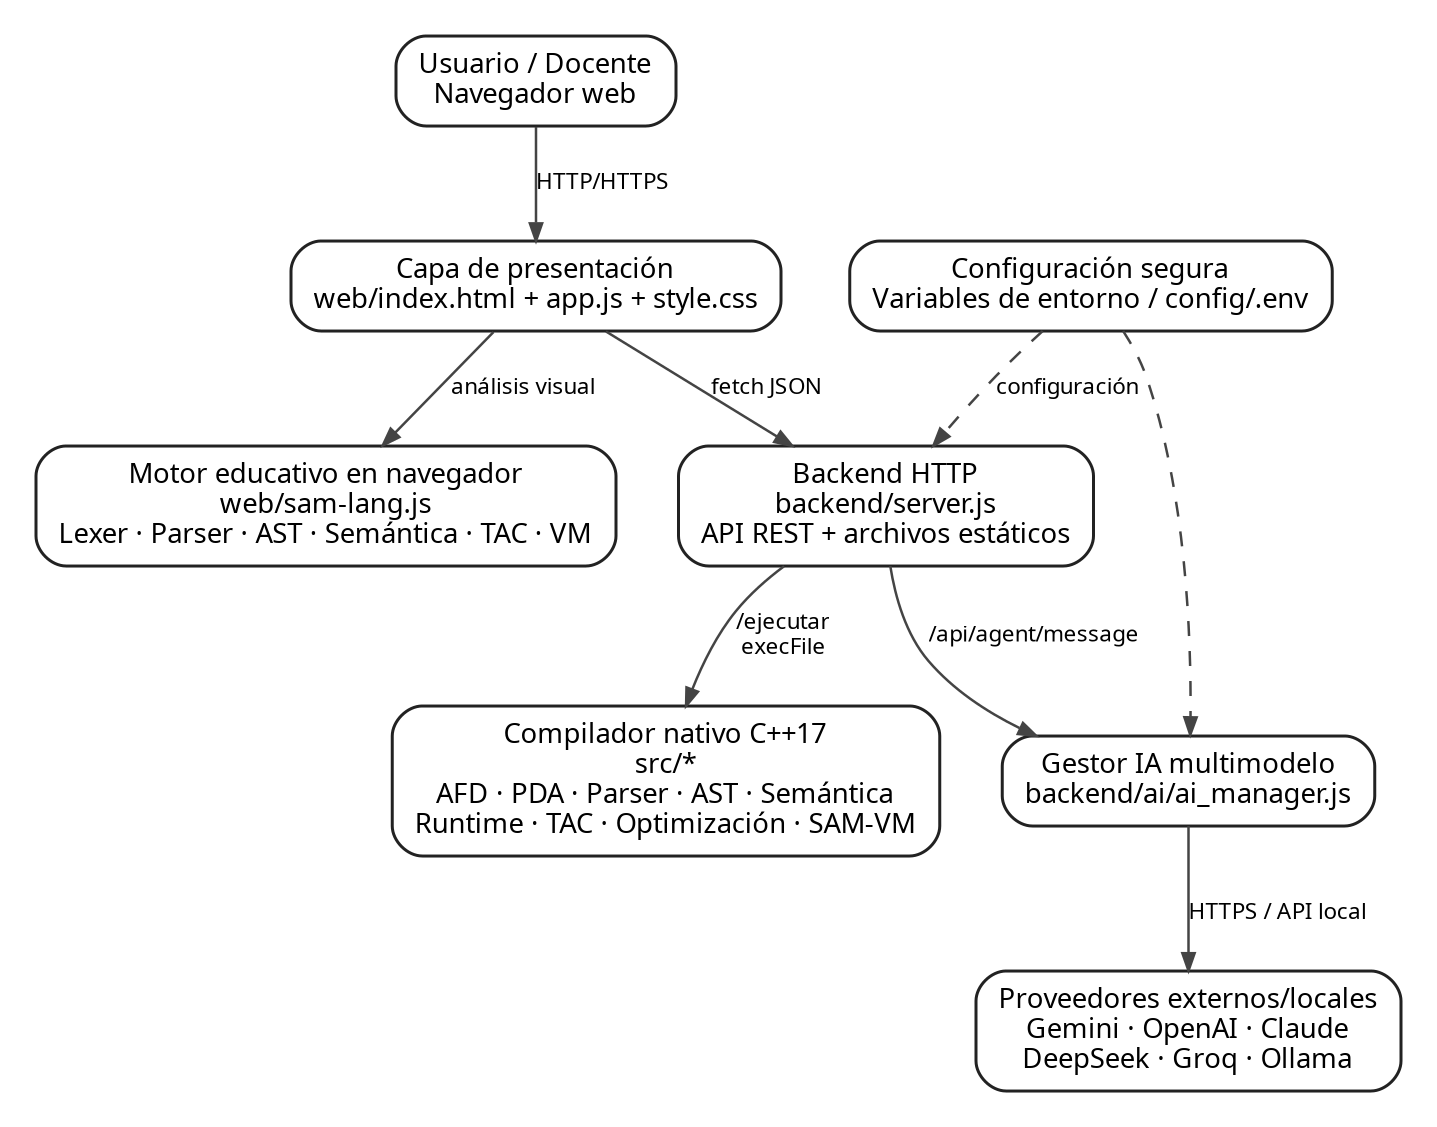 Usuario / Docente
Navegador web
HTTP/HTTPS
Capa de presentación
web/index.html + app.js + style.css
Configuración segura
Variables de entorno / config/.env
análisis visual
fetch JSON
configuración
Motor educativo en navegador
web/sam-lang.js
Lexer · Parser · AST · Semántica · TAC · VM
Backend HTTP
backend/server.js
API REST + archivos estáticos
/ejecutar
execFile
/api/agent/message
Compilador nativo C++17
src/*
AFD · PDA · Parser · AST · Semántica
Runtime · TAC · Optimización · SAM-VM
Gestor IA multimodelo
backend/ai/ai_manager.js
HTTPS / API local
Proveedores externos/locales
Gemini · OpenAI · Claude
DeepSeek · Groq · Ollama